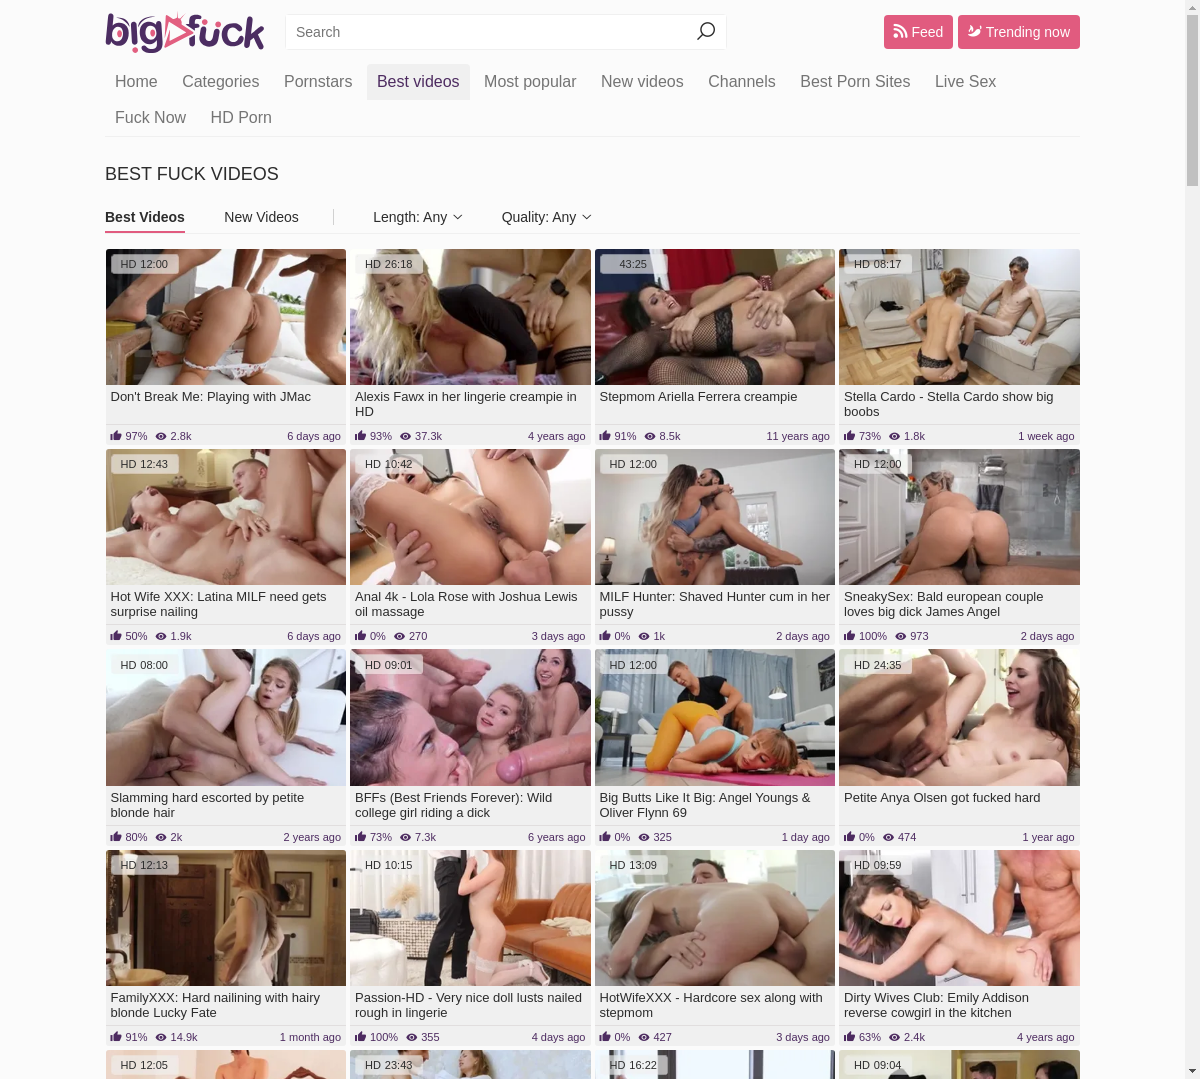 bigfuck
Search
Feed
Trending now
Home Categories Pornstars Best videos Most popular New videos Channels Best Porn Sites Live Sex
Fuck Now HD Porn
BEST FUCK VIDEOS
Best Videos New Videos Length: Any Quality: Any
HD 12:00
HD 26:18
43:25
HD 08:17
Don't Break Me: Playing with JMac
97% 2.8k 6 days ago
Alexis Fawx in her lingerie creampie in
HD
93% 37.3k 4 years ago
Stepmom Ariella Ferrera creampie
91% 8.5k 11 years ago
Stella Cardo - Stella Cardo show big
boobs
73% 1.8k 1 week ago
HD 12:43
HD 10:42
HD 12:00
HD 12:00
Hot Wife XXX: Latina MILF need gets
surprise nailing
50% 1.9k 6 days ago
Anal 4k - Lola Rose with Joshua Lewis
oil massage
0% 270 3 days ago
MILF Hunter: Shaved Hunter cum in her
pussy
0% 1k 2 days ago
SneakySex: Bald european couple
loves big dick James Angel
100% 973 2 days ago
HD 08:00
HD 09:01
HD 12:00
HD 24:35
Slamming hard escorted by petite
blonde hair
80% 2k 2 years ago
BFFs (Best Friends Forever): Wild
college girl riding a dick
73% 7.3k 6 years ago
Big Butts Like It Big: Angel Youngs &
Oliver Flynn 69
0% 325 1 day ago
Petite Anya Olsen got fucked hard
0% 474 1 year ago
HD 12:13
HD 10:15
HD 13:09
HD 09:59
FamilyXXX: Hard nailining with hairy
blonde Lucky Fate
91% 14.9k 1 month ago
Passion-HD - Very nice doll lusts nailed
rough in lingerie
100% 355 4 days ago
HotWifeXXX - Hardcore sex along with
stepmom
0% 427 3 days ago
Dirty Wives Club: Emily Addison
reverse cowgirl in the kitchen
63% 2.4k 4 years ago
HD 12:05
HD 23:43
HD 16:22
HD 09:04